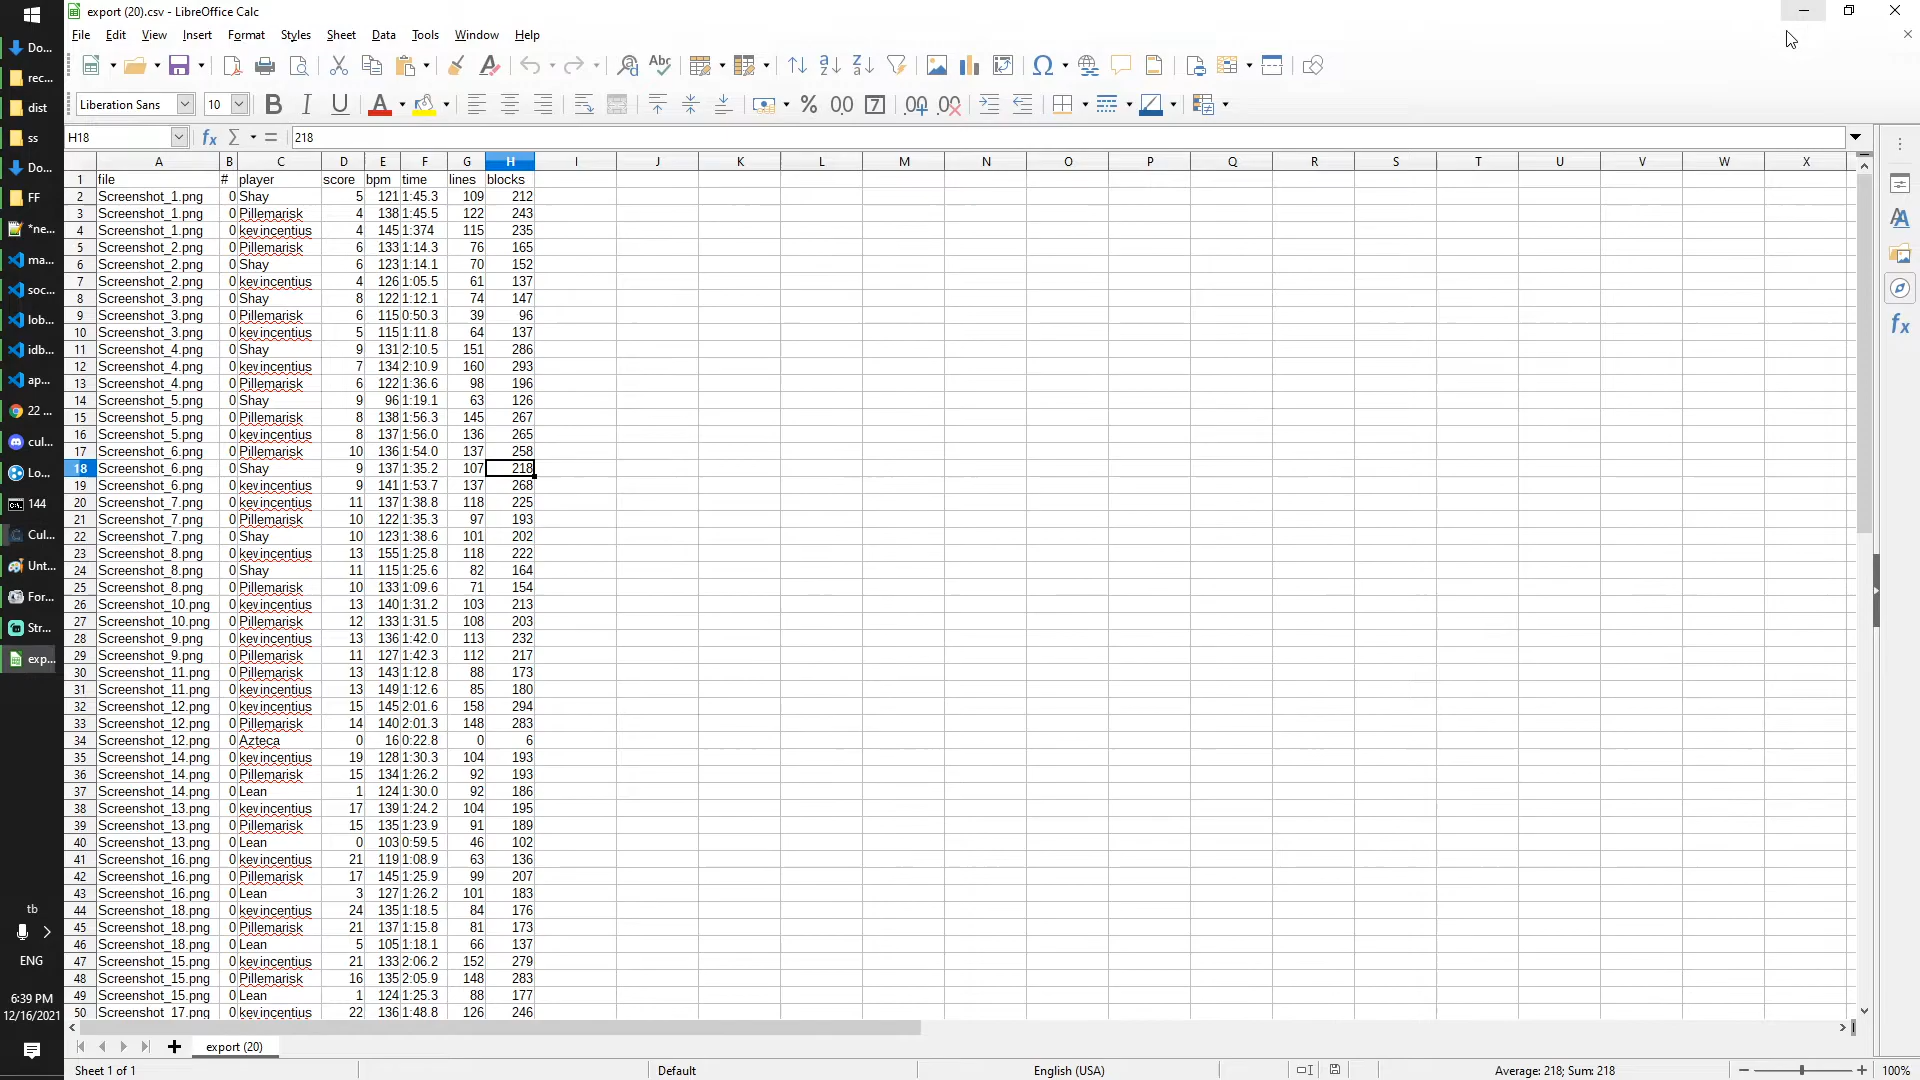 export (20).csv - LibreOffice Calc
File Edit View Insert Format Styles Sheet Data Tools Window Help
Liberation Sans 10
H18 218
A B C D E F G H I J K L M N O P Q R S T U V W X
1 file # player score bpm time lines blocks
2 Screenshot_1.png 0 Shay 5 121 1:45.3 109 212
3 Screenshot_1.png 0 Pillemarisk 4 138 1:45.5 122 243
4 Screenshot_1.png 0 kevincentius 4 145 1:374 115 235
5 Screenshot_2.png 0 Pillemarisk 6 133 1:14.3 76 165
6 Screenshot_2.png 0 Shay 6 123 1:14.1 70 152
7 Screenshot_2.png 0 kevincentius 4 126 1:05.5 61 137
8 Screenshot_3.png 0 Shay 8 122 1:12.1 74 147
9 Screenshot_3.png 0 Pillemarisk 6 115 0:50.3 39 96
10 Screenshot_3.png 0 kevincentius 5 115 1:11.8 64 137
11 Screenshot_4.png 0 Shay 9 131 2:10.5 151 286
12 Screenshot_4.png 0 kevincentius 7 134 2:10.9 160 293
13 Screenshot_4.png 0 Pillemarisk 6 122 1:36.6 98 196
14 Screenshot_5.png 0 Shay 9 96 1:19.1 63 126
15 Screenshot_5.png 0 Pillemarisk 8 138 1:56.3 145 267
16 Screenshot_5.png 0 kevincentius 8 137 1:56.0 136 265
17 Screenshot_6.png 0 Pillemarisk 10 136 1:54.0 137 258
18 Screenshot_6.png 0 Shay 9 137 1:35.2 107 218
19 Screenshot_6.png 0 kevincentius 9 141 1:53.7 137 268
20 Screenshot_7.png 0 kevincentius 11 137 1:38.8 118 225
21 Screenshot_7.png 0 Pillemarisk 10 122 1:35.3 97 193
22 Screenshot_7.png 0 Shay 10 123 1:38.6 101 202
23 Screenshot_8.png 0 kevincentius 13 155 1:25.8 118 222
24 Screenshot_8.png 0 Shay 11 115 1:25.6 82 164
25 Screenshot_8.png 0 Pillemarisk 10 133 1:09.6 71 154
26 Screenshot_10.png 0 kevincentius 13 140 1:31.2 103 213
27 Screenshot_10.png 0 Pillemarisk 12 133 1:31.5 108 203
28 Screenshot_9.png 0 kevincentius 13 136 1:42.0 113 232
29 Screenshot_9.png 0 Pillemarisk 11 127 1:42.3 112 217
30 Screenshot_11.png 0 Pillemarisk 13 143 1:12.8 88 173
31 Screenshot_11.png 0 kevincentius 13 149 1:12.6 85 180
32 Screenshot_12.png 0 kevincentius 15 145 2:01.6 158 294
33 Screenshot_12.png 0 Pillemarisk 14 140 2:01.3 148 283
34 Screenshot_12.png 0 Azteca 0 16 0:22.8 0 6
35 Screenshot_14.png 0 kevincentius 19 128 1:30.3 104 193
36 Screenshot_14.png 0 Pillemarisk 15 134 1:26.2 92 193
37 Screenshot_14.png 0 Lean 1 124 1:30.0 92 186
38 Screenshot_13.png 0 kevincentius 17 139 1:24.2 104 195
39 Screenshot_13.png 0 Pillemarisk 15 135 1:23.9 91 189
40 Screenshot_13.png 0 Lean 0 103 0:59.5 46 102
41 Screenshot_16.png 0 kevincentius 21 119 1:08.9 63 136
42 Screenshot_16.png 0 Pillemarisk 17 145 1:25.9 99 207
43 Screenshot_16.png 0 Lean 3 127 1:26.2 101 183
44 Screenshot_18.png 0 kevincentius 24 135 1:18.5 84 176
45 Screenshot_18.png 0 Pillemarisk 21 137 1:15.8 81 173
46 Screenshot_18.png 0 Lean 5 105 1:18.1 66 137
47 Screenshot_15.png 0 kevincentius 21 133 2:06.2 152 279
48 Screenshot_15.png 0 Pillemarisk 16 135 2:05.9 148 283
49 Screenshot_15.png 0 Lean 1 124 1:25.3 88 177
50 Screenshot_17.png 0 kevincentius 22 136 1:48.8 126 246
export (20)
Sheet 1 of 1 Default English (USA) Average: 218; Sum: 218 100%
Do...
rec...
dist
ss
Do...
FF
*ne...
ma...
soc...
lob...
idb...
ap...
22 ...
cul...
Lo...
144
Cul...
Unt...
For...
Str...
exp...
tb
ENG
6:39 PM
12/16/2021